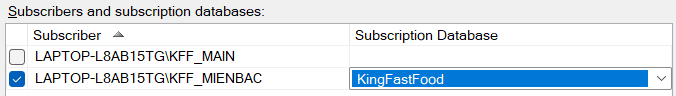 Subscribers and subscription databases:
Subscriber Subscription Database
LAPTOP-L8AB15TG\KFF_MAIN
LAPTOP-L8AB15TG\KFF_MIENBAC KingFastFood